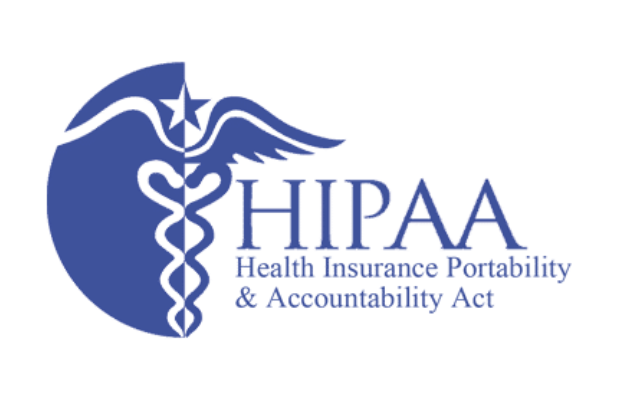 HIPAA
Health Insurance Portability
& Accountability Act